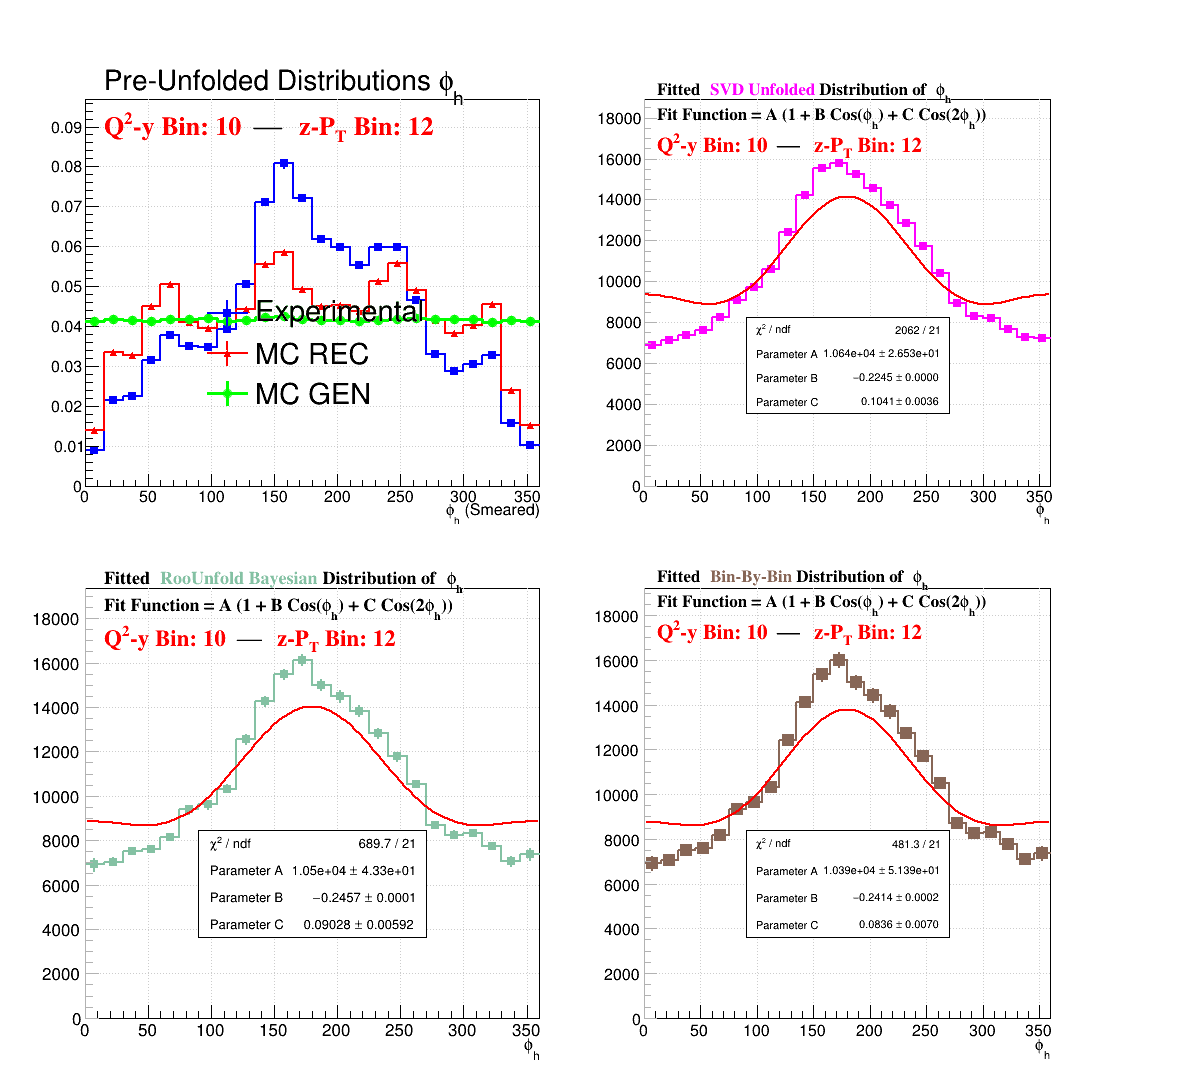 Pre-Unfolded Distributions ϕh
Q2-y Bin: 10 — z-PT Bin: 12
0.09
0.08
0.07
0.06
0.05
0.04
0.03
0.02
0.01
0
Experimental
MC REC
MC GEN
0 50 100 150 200 250 300 350
ϕh (Smeared)
Fitted SVD Unfolded Distribution of ϕh
Fit Function = A (1 + B Cos(ϕh) + C Cos(2ϕh))
Q2-y Bin: 10 — z-PT Bin: 12
18000
16000
14000
12000
10000
8000
6000
4000
2000
0
χ2 / ndf 2062 / 21
Parameter A 1.064e+04 ± 2.653e+01
Parameter B −0.2245 ± 0.0000
Parameter C 0.1041 ± 0.0036
0 50 100 150 200 250 300 350
ϕh
Fitted RooUnfold Bayesian Distribution of ϕh
Fit Function = A (1 + B Cos(ϕh) + C Cos(2ϕh))
Q2-y Bin: 10 — z-PT Bin: 12
18000
16000
14000
12000
10000
8000
6000
4000
2000
0
χ2 / ndf 689.7 / 21
Parameter A 1.05e+04 ± 4.33e+01
Parameter B −0.2457 ± 0.0001
Parameter C 0.09028 ± 0.00592
0 50 100 150 200 250 300 350
ϕh
Fitted Bin-By-Bin Distribution of ϕh
Fit Function = A (1 + B Cos(ϕh) + C Cos(2ϕh))
Q2-y Bin: 10 — z-PT Bin: 12
18000
16000
14000
12000
10000
8000
6000
4000
2000
0
χ2 / ndf 481.3 / 21
Parameter A 1.039e+04 ± 5.139e+01
Parameter B −0.2414 ± 0.0002
Parameter C 0.0836 ± 0.0070
0 50 100 150 200 250 300 350
ϕh